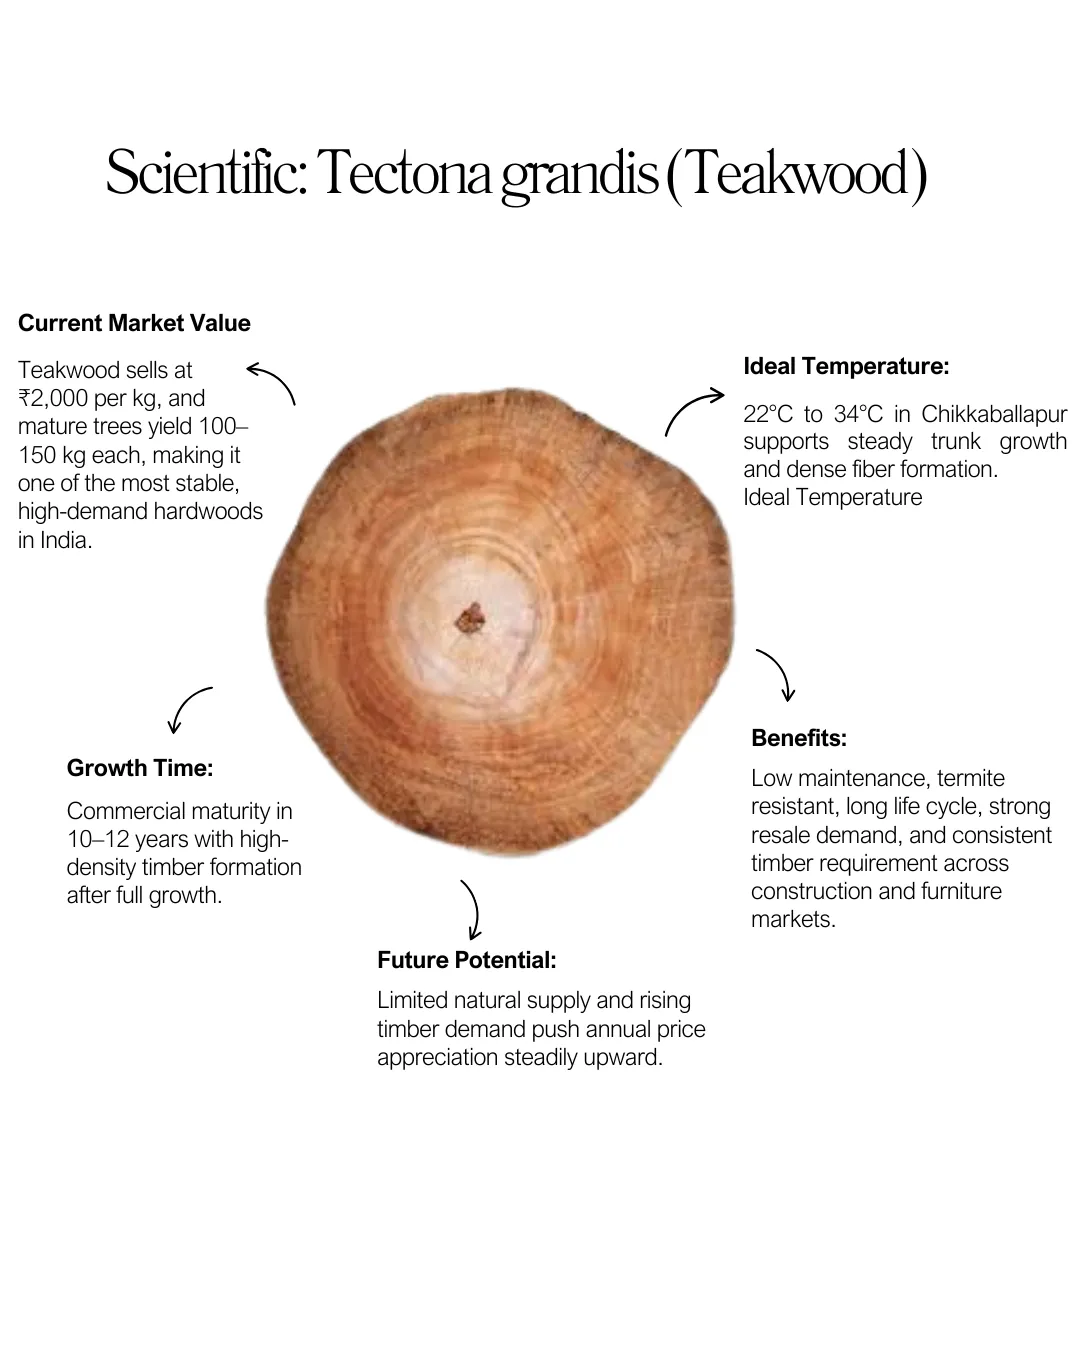 Scientific: Tectona grandis (Teakwood)
Current Market Value
Teakwood sells at
₹2,000 per kg, and
mature trees yield 100–
150 kg each, making it
one of the most stable,
high-demand hardwoods
in India.
Ideal Temperature:
22°C to 34°C in Chikkaballapur
supports steady trunk growth
and dense fiber formation.
Ideal Temperature
Growth Time:
Commercial maturity in
10–12 years with high-
density timber formation
after full growth.
Benefits:
Low maintenance, termite
resistant, long life cycle, strong
resale demand, and consistent
timber requirement across
construction and furniture
markets.
Future Potential:
Limited natural supply and rising
timber demand push annual price
appreciation steadily upward.